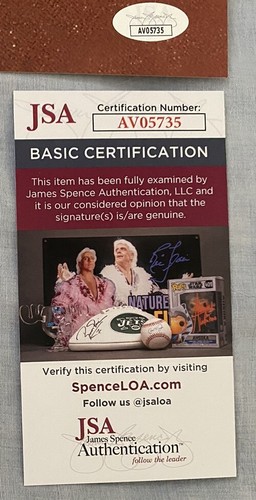 AV05735
JSA
Certification Number:
AV05735
BASIC CERTIFICATION
This item has been fully examined by
James Spence Authentication, LLC and
it is our considered opinion that the
signature(s) is/are genuine.
NATURE
JETS
Verify this certification by visiting
SpenceLOA.com
Follow us @jsaloa
JSA
James Spence
Authentication™
follow the leader